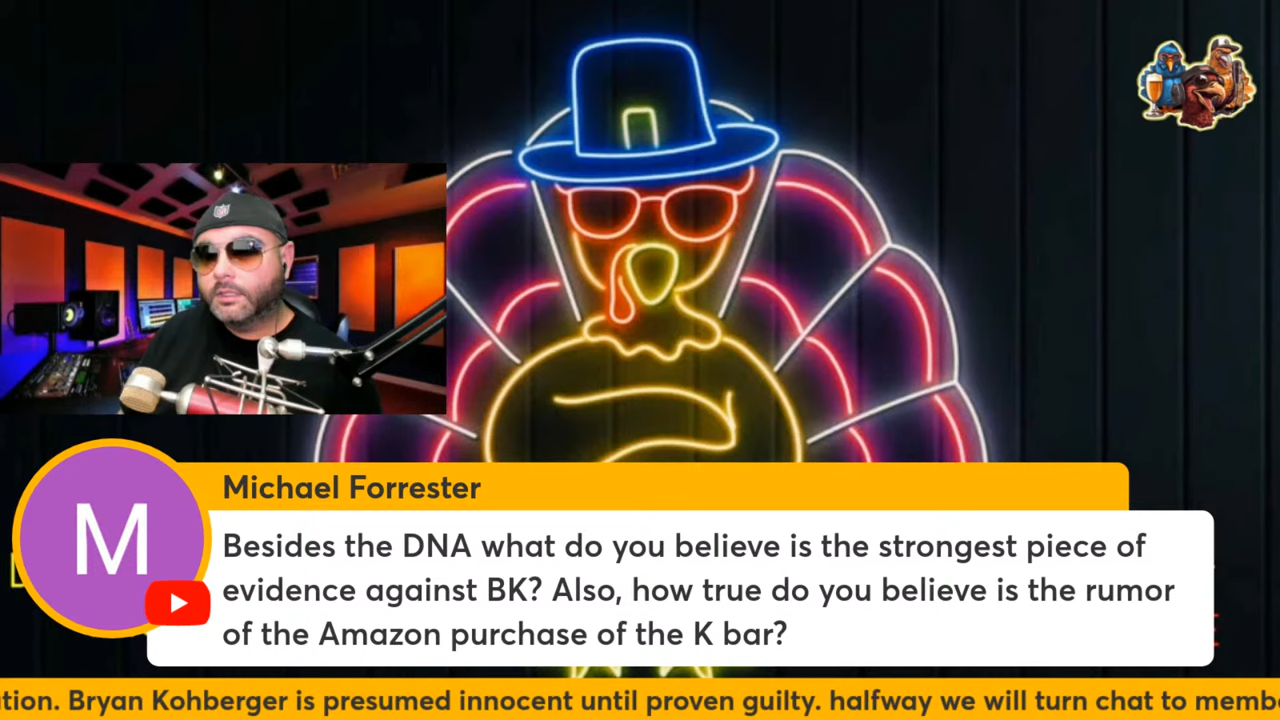 Michael Forrester
M
Besides the DNA what do you believe is the strongest piece of
evidence against BK? Also, how true do you believe is the rumor
of the Amazon purchase of the K bar?
tion. Bryan Kohberger is presumed innocent until proven guilty. halfway we will turn chat to memb